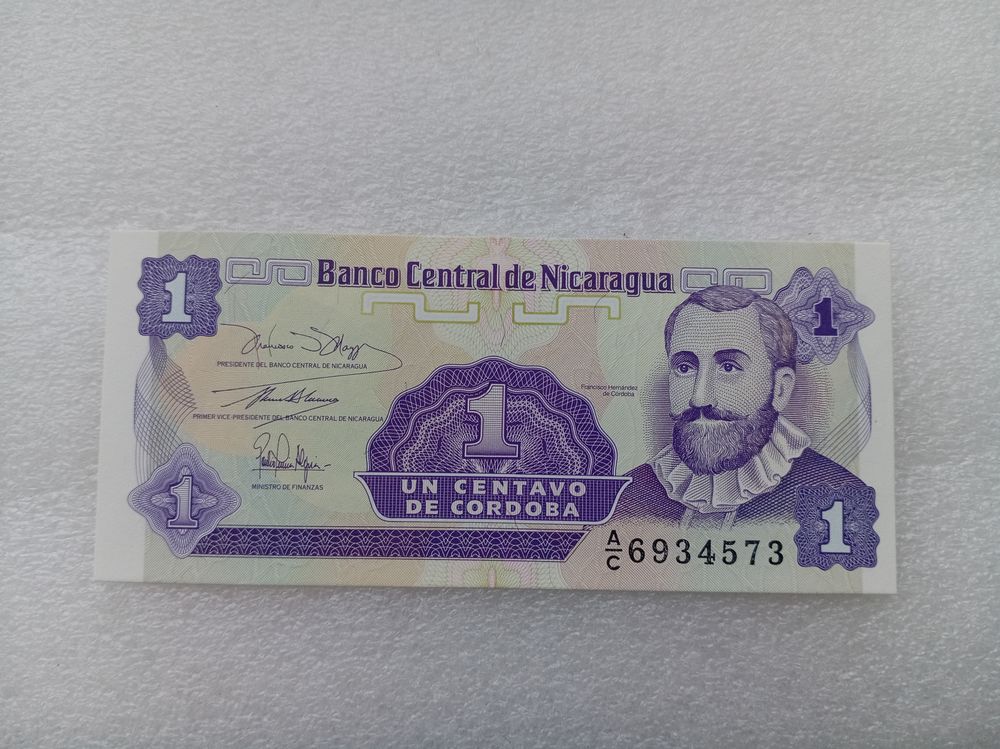 Banco Central de Nicaragua
1
1
PRESIDENTE DEL BANCO CENTRAL DE NICARAGUA
PRIMER VICE-PRESIDENTE DEL BANCO CENTRAL DE NICARAGUA
MINISTRO DE FINANZAS
Francisco Hernández
de Córdoba
1
UN CENTAVO
DE CORDOBA
1
1
A/C 6934573